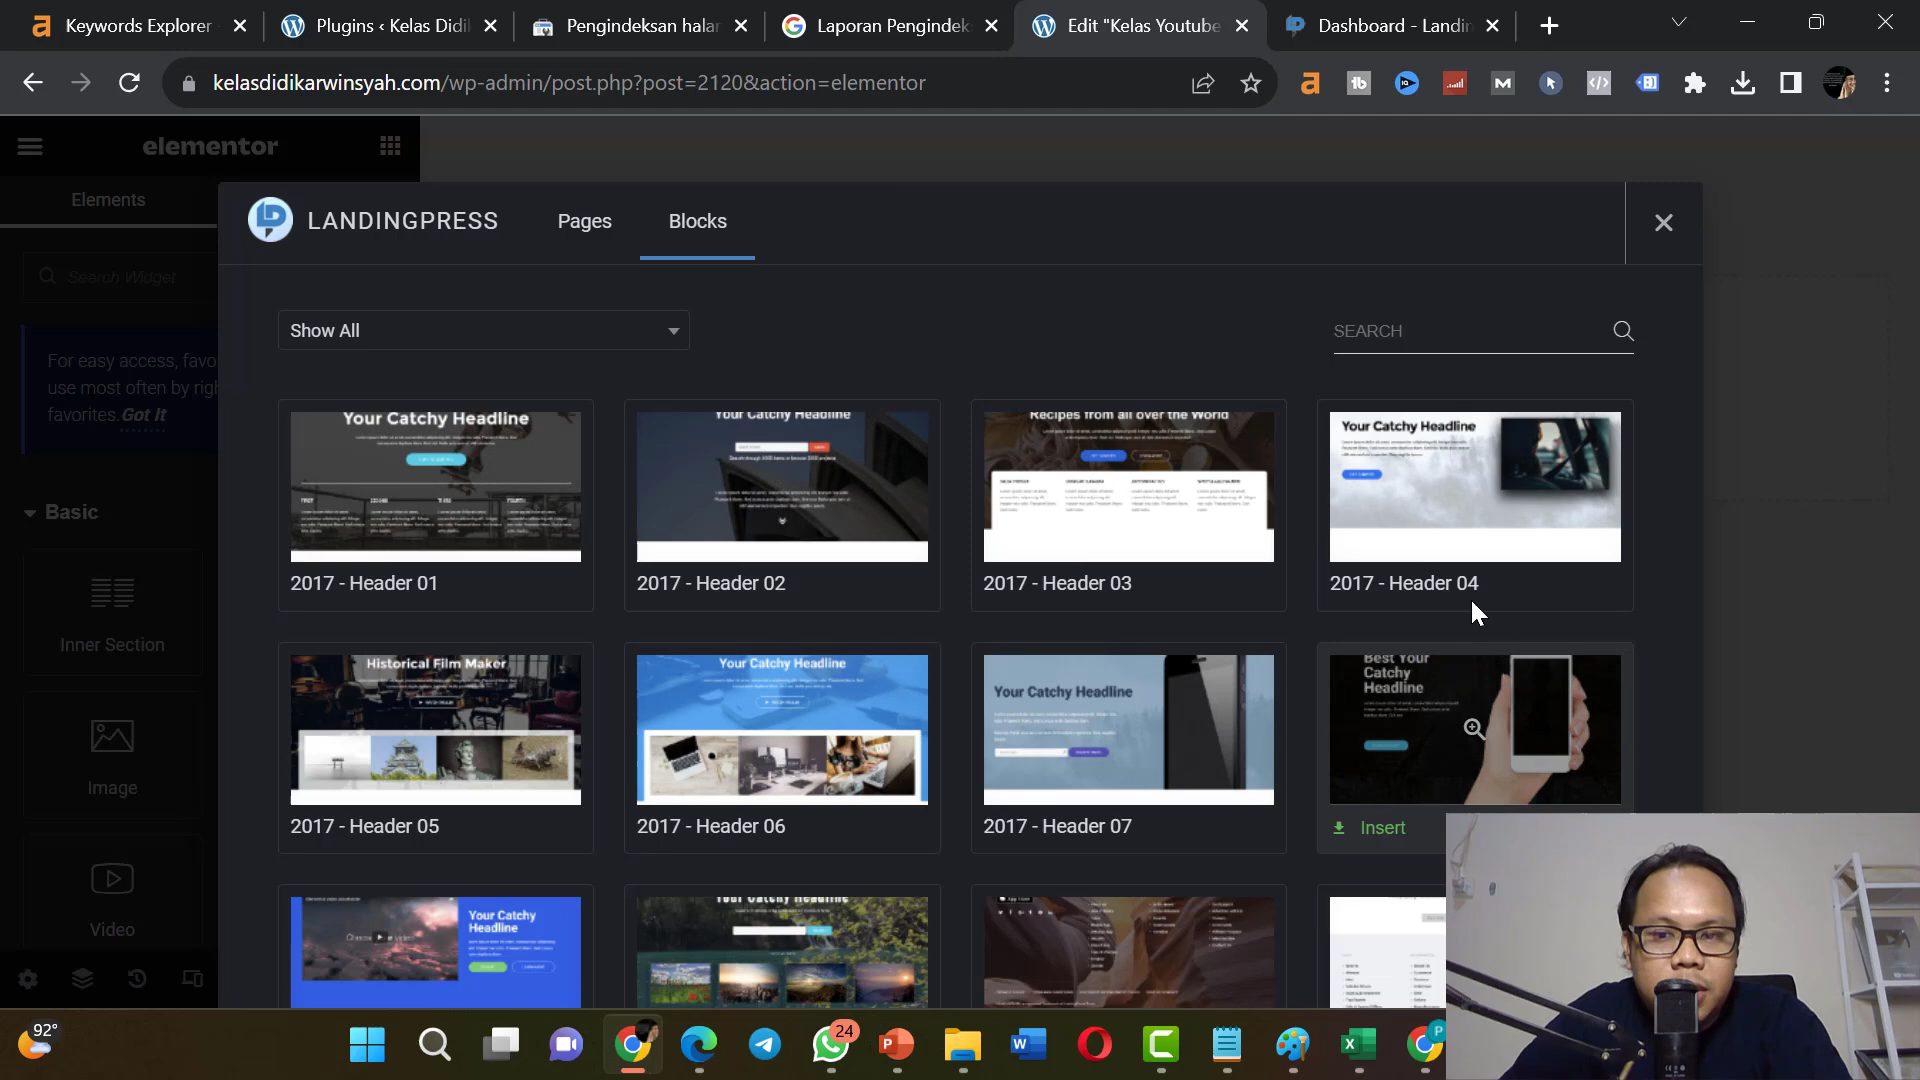 Keywords Explorer
Plugins ‹ Kelas Didik
Pengindeksan halar
Laporan Pengindek
Edit "Kelas Youtube
Dashboard - Landin
kelasdidikarwinsyah.com/wp-admin/post.php?post=2120&action=elementor
elementor
Elements
LANDINGPRESS
Pages
Blocks
Search Widget
Show All
SEARCH
For easy access, favo
use most often by righ
favorites. Got It
Your Catchy Headline
Your Catchy Headline
Recipes from all over the World
Your Catchy Headline
2017 - Header 01
2017 - Header 02
2017 - Header 03
2017 - Header 04
Basic
Inner Section
Historical Film Maker
Your Catchy Headline
Your Catchy Headline
Best Your
Catchy
Headline
Image
2017 - Header 05
2017 - Header 06
2017 - Header 07
Insert
Video
Your Catchy
Headline
Your Catchy Headline
92°
24